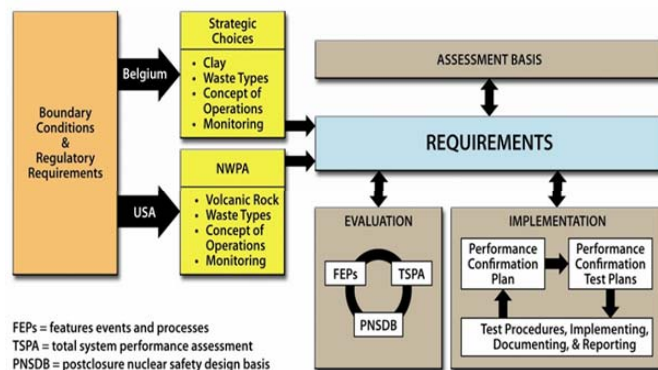 Boundary
Conditions
&
Regulatory
Requirements
Belgium
USA
Strategic
Choices
• Clay
• Waste Types
• Concept of
Operations
• Monitoring
NWPA
• Volcanic Rock
• Waste Types
• Concept of
Operations
• Monitoring
ASSESSMENT BASIS
REQUIREMENTS
EVALUATION
FEPs
TSPA
PNSDB
IMPLEMENTATION
Performance
Confirmation
Plan
Performance
Confirmation
Test Plans
Test Procedures, Implementing,
Documenting, & Reporting
FEPs = features events and processes
TSPA = total system performance assessment
PNSDB = postclosure nuclear safety design basis